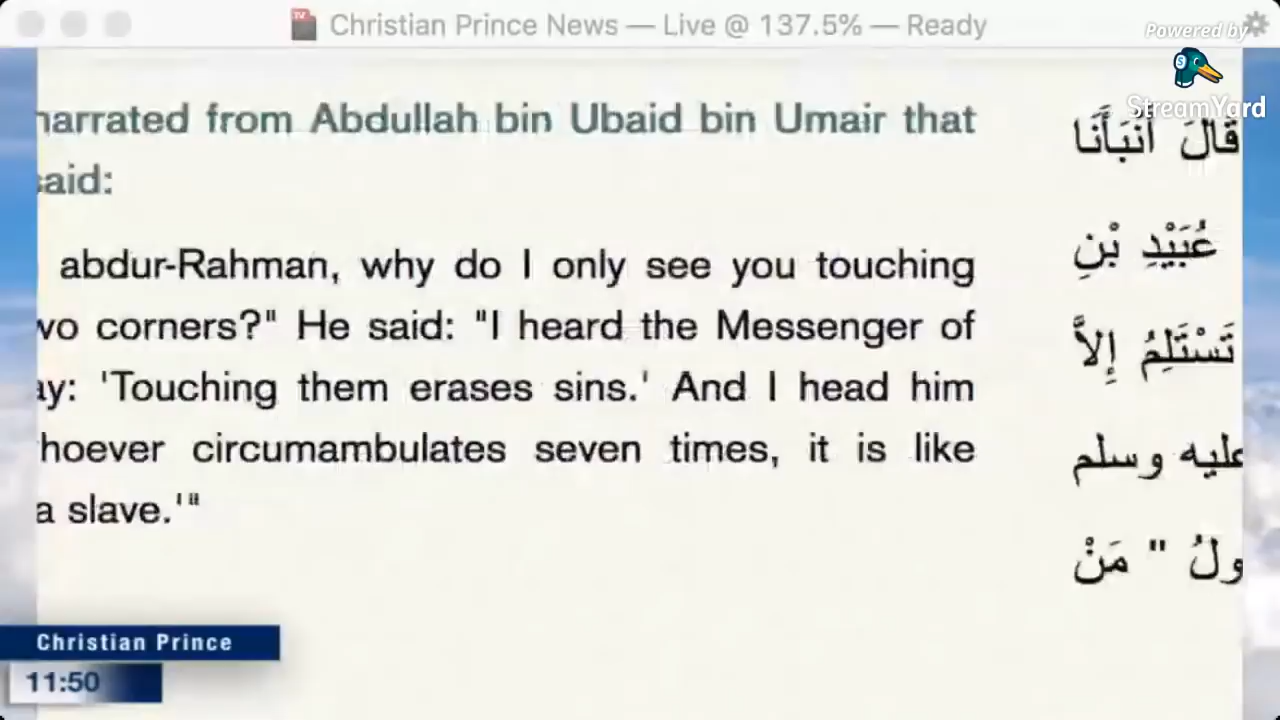 Christian Prince News — Live @ 137.5% — Ready
Powered by
StreamYard
narrated from Abdullah bin Ubaid bin Umair that
said:
abdur-Rahman, why do I only see you touching
wo corners?" He said: "I heard the Messenger of
ay: 'Touching them erases sins.' And I head him
hoever circumambulates seven times, it is like
a slave.'"
قَالَ أَنْبَأَنَا
عُبَيْدِ بْنِ
تَسْتَلِمُ إِلاَّ
عليه وسلم
ولُ " مَنْ
Christian Prince
11:50